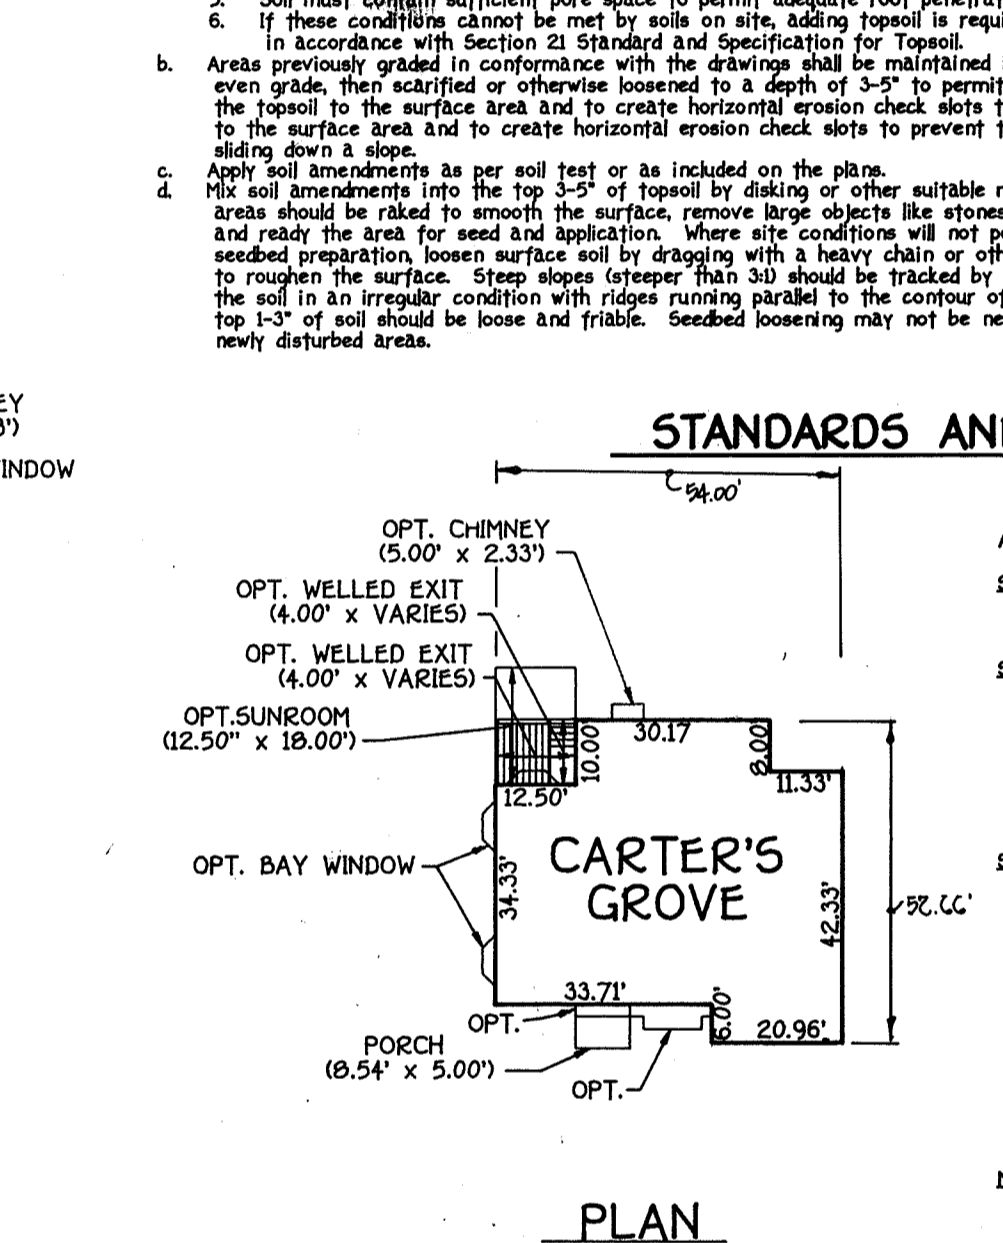 5. Soil must contain sufficient pore space to permit adequate root
6. If these conditions cannot be met by soils on site, adding topsoil is requi
in accordance with Section 21 Standard and Specification for Topsoil.
b. Areas previously graded in conformance with the drawings shall be maintained
even grade, then scarified or otherwise loosened to a depth of 3-5" to permit
the topsoil to the surface area and to create horizontal erosion check slots t
to the surface area and to create horizontal erosion check slots to prevent t
sliding down a slope.
c. Apply soil amendments as per soil test or as included on the plans.
d. Mix soil amendments into the top 3-5" of topsoil by disking or other suitable
areas should be raked to smooth the surface, remove large objects like stones
and ready the area for seed and application. Where site conditions will not
seedbed preparation, loosen surface soil by dragging with a heavy chain or oth
to roughen the surface. Steep slopes (steeper than 3:1) should be tracked by
the soil in an irregular condition with ridges running parallel to the contour of
top 1-3" of soil should be loose and friable. Seedbed loosening may not be ne
newly disturbed areas.
EY
')
INDOW
STANDARDS AN
54.00'
OPT. CHIMNEY
(5.00' x 2.33')
OPT. WELLED EXIT
(4.00' x VARIES)
OPT. WELLED EXIT
(4.00' x VARIES)
OPT.SUNROOM
(12.50" x 18.00')
10.00
30.17
8.00
11.33'
12.50'
OPT. BAY WINDOW
34.33'
CARTER'S
GROVE
42.33'
33.71'
6.00'
20.96'
OPT.
PORCH
(8.54' x 5.00')
OPT.
PLAN